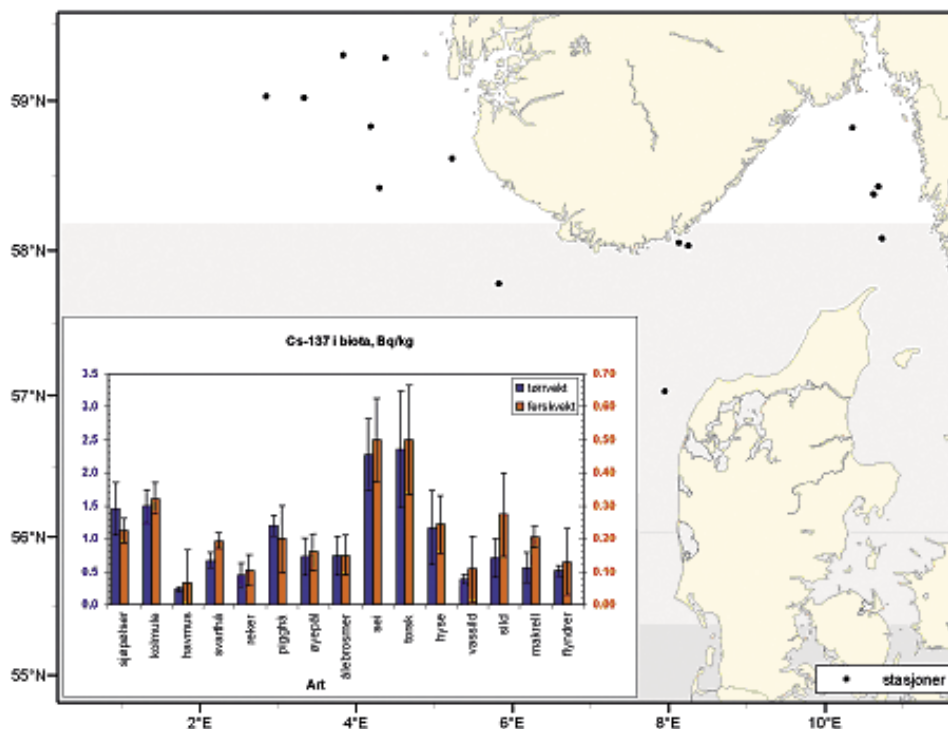 59°N
58°N
57°N
56°N
55°N
Cs-137 i biota, Bq/kg
3.5
3.0
2.5
2.0
1.5
1.0
0.5
0.0
0.70
0.60
0.50
0.40
0.30
0.20
0.10
0.00
tørrvekt
ferskvekt
sjøpølser
kolmule
havmus
svarthå
reker
pigghå
øyepål
ålebrosmer
sei
torsk
hyse
vassild
sild
makrell
flyndrer
Art
stasjoner
2°E
4°E
6°E
8°E
10°E